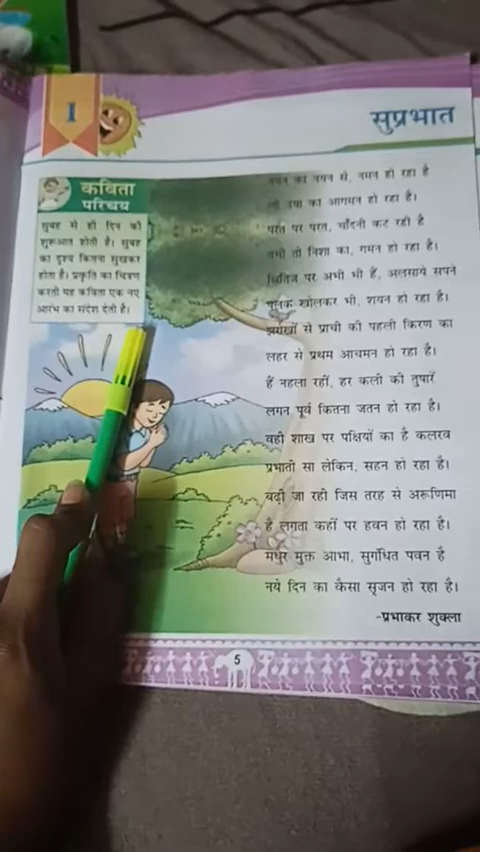 1
सुप्रभात
कविता
परिचय
सुबह से ही दिन की
शुरूआत होती है। सुबह
का दृश्य कितना सुखकर
होता है। प्रकृति का चित्रण
करती यह कविता एक नए
आरंभ का संदेश देती है।
नयन का नयन से, नमन हो रहा है
लो उषा का आगमन हो रहा है।
परत पर परत, चाँदनी कट रही है
तभी तो निशा का, गमन हो रहा है।
क्षितिज पर अभी भी हैं, अलसाये सपने
पलक खोलकर भी, शयन हो रहा है।
झरोखों से प्राची की पहली किरण का
लहर से प्रथम आचमन हो रहा है।
हैं नहला रहीं, हर कली को तुषारें
लगन पूर्व कितना जतन हो रहा है।
वही शाख पर पक्षियों का है कलरव
प्रभाती सा लेकिन, सहन हो रहा है।
बढ़ी जा रही जिस तरह से अरूणिमा
है लगता कहीं पर हवन हो रहा है।
मधुर मुक्त आभा, सुगंधित पवन है
नये दिन का कैसा सृजन हो रहा है।
-प्रभाकर शुक्ला
5